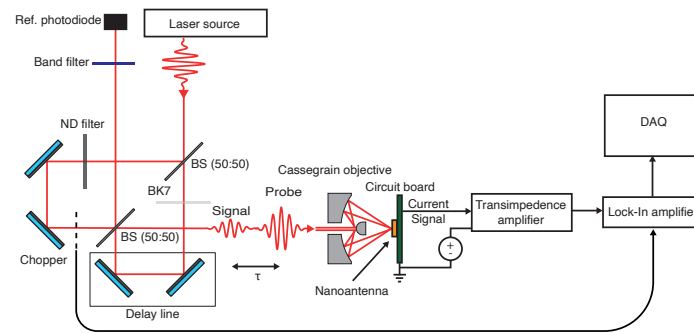 Ref. photodiode
Laser source
Band filter
ND filter
BS (50:50)
BK7
Cassegrain objective
Circuit board
DAQ
Probe
Signal
Current
Signal
Transimpedence
amplifier
Lock-In amplifier
BS (50:50)
Chopper
τ
+
-
Nanoantenna
Delay line